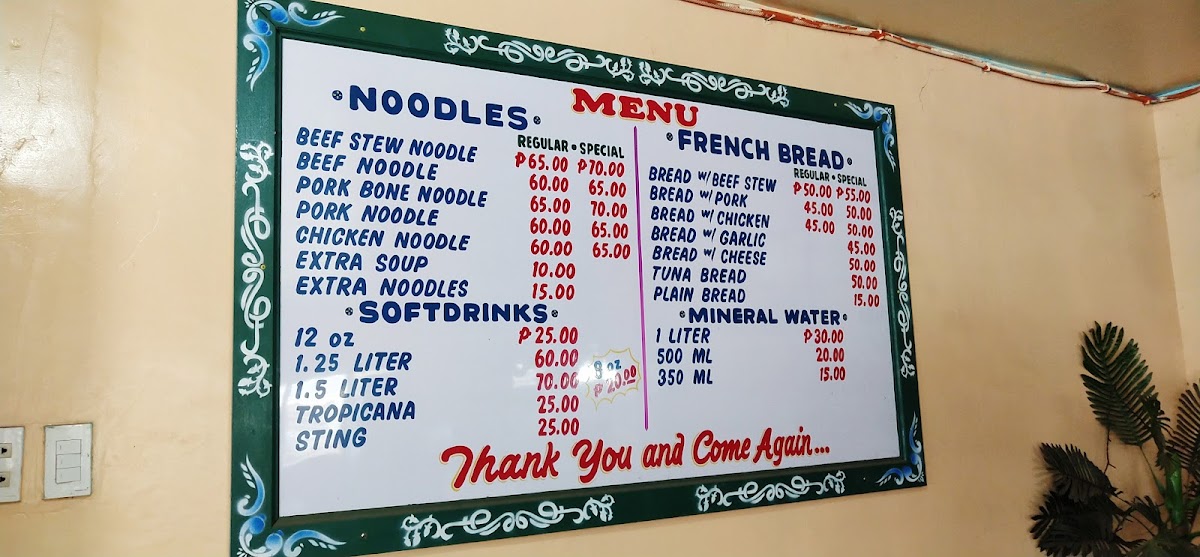 MENU
NOODLES
REGULAR • SPECIAL
BEEF STEW NOODLE ₱65.00 ₱70.00
BEEF NOODLE 60.00 65.00
PORK BONE NOODLE 65.00 70.00
PORK NOODLE 60.00 65.00
CHICKEN NOODLE 60.00 65.00
EXTRA SOUP 10.00
EXTRA NOODLES 15.00
SOFTDRINKS
12 oz ₱25.00
1.25 LITER 60.00
1.5 LITER 70.00
TROPICANA 25.00
STING 25.00
8 oz
₱20.00
FRENCH BREAD
REGULAR • SPECIAL
BREAD w/ BEEF STEW ₱50.00 ₱55.00
BREAD w/ PORK 45.00 50.00
BREAD w/ CHICKEN 45.00 50.00
BREAD w/ GARLIC 45.00
BREAD w/ CHEESE 50.00
TUNA BREAD 50.00
PLAIN BREAD 15.00
MINERAL WATER
1 LITER ₱30.00
500 ML 20.00
350 ML 15.00
Thank You and Come Again...